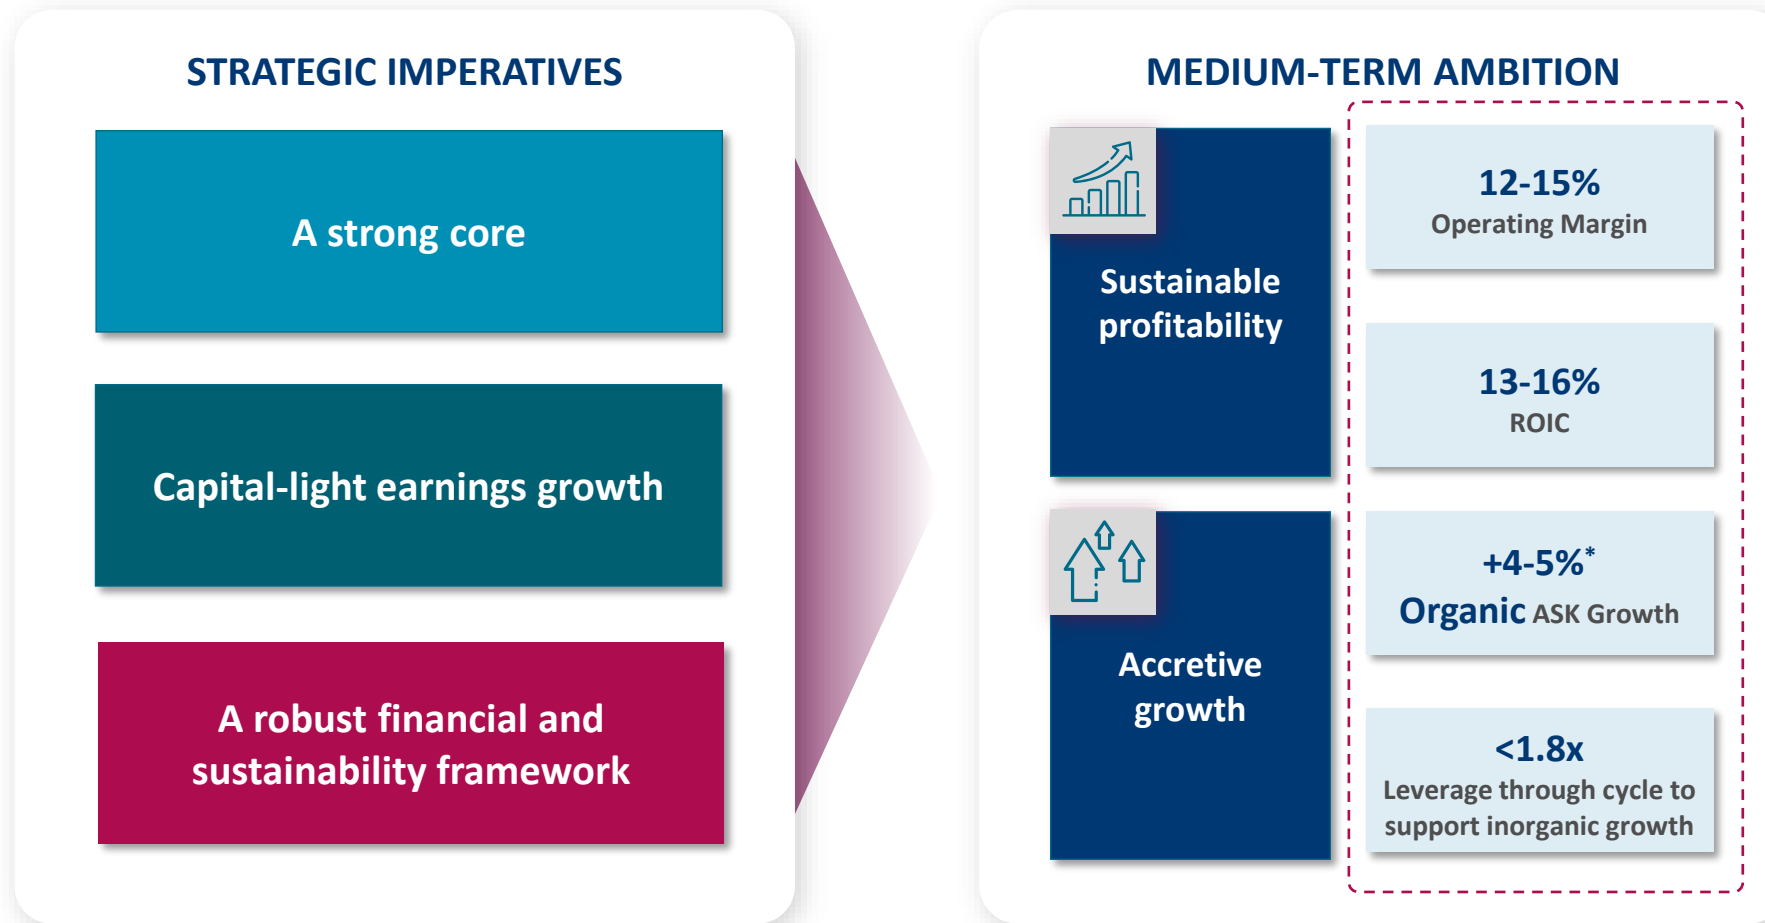 STRATEGIC IMPERATIVES
A strong core
Capital-light earnings growth
A robust financial and
sustainability framework
MEDIUM-TERM AMBITION
Sustainable
profitability
12-15%
Operating Margin
13-16%
ROIC
Accretive
growth
+4-5%*
Organic ASK Growth
<1.8x
Leverage through cycle to
support inorganic growth